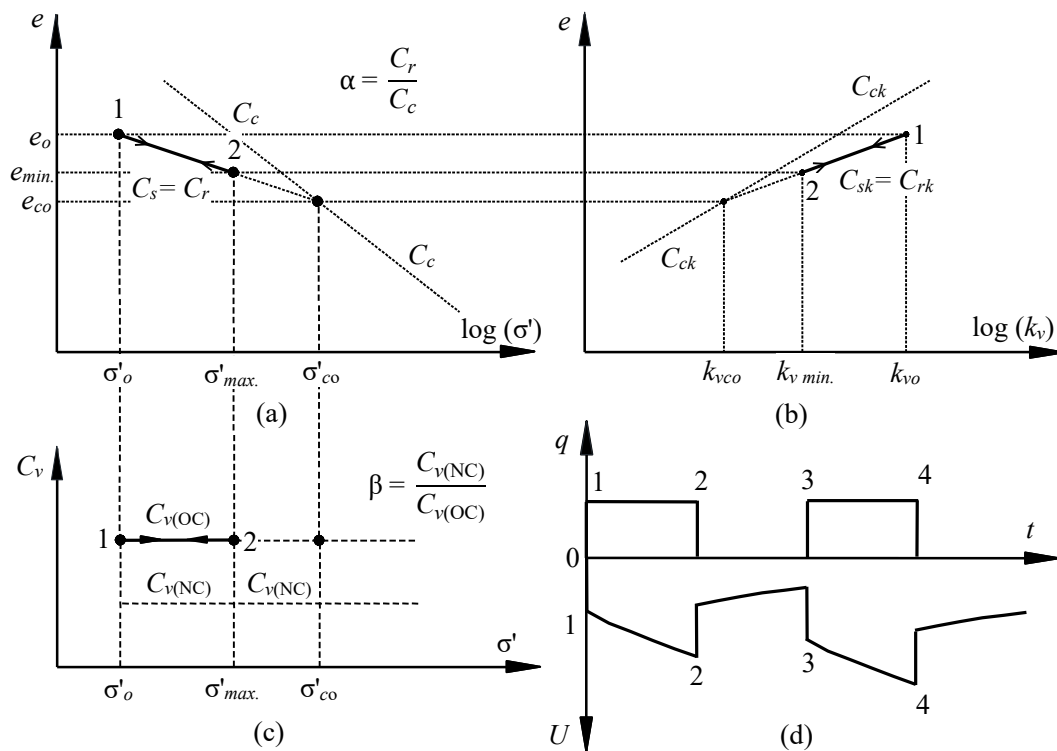 e
α = C_r / C_c
1
C_c
e_o
2
e_min.
C_s = C_r
e_co
C_c
log (σ')
σ'_o
σ'_max.
σ'_co
(a)
e
C_ck
1
2
C_sk = C_rk
C_ck
log (k_v)
k_vco
k_v min.
k_vo
(b)
C_v
β = C_v(NC) / C_v(OC)
C_v(OC)
1
2
C_v(NC)
C_v(NC)
σ'
σ'_o
σ'_max.
σ'_co
(c)
q
1
2
3
4
t
0
1
2
3
4
U
(d)